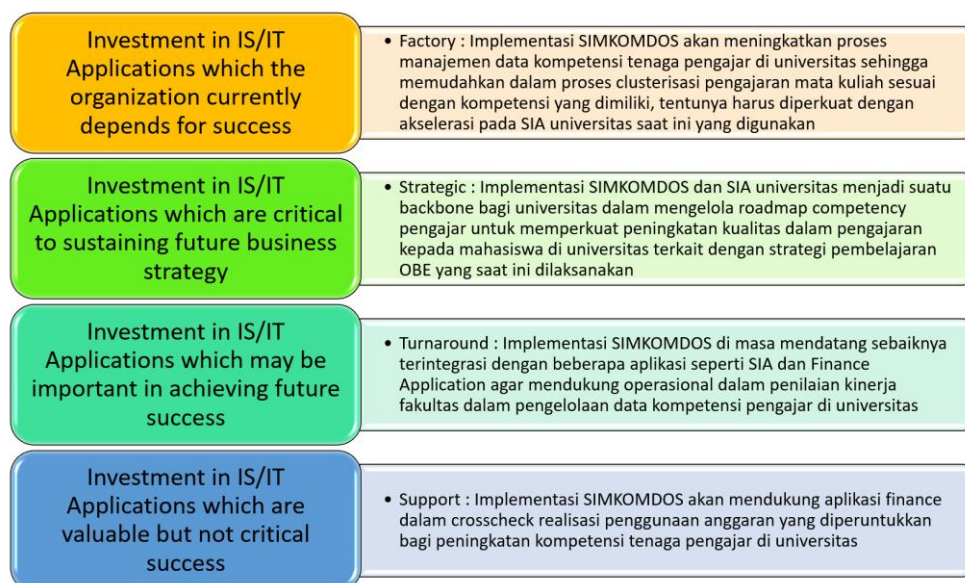 Investment in IS/IT
Applications which the
organization currently
depends for success
• Factory : Implementasi SIMKOMDOS akan meningkatkan proses
manajemen data kompetensi tenaga pengajar di universitas sehingga
memudahkan dalam proses clusterisasi pengajaran mata kuliah sesuai
dengan kompetensi yang dimiliki, tentunya harus diperkuat dengan
akselerasi pada SIA universitas saat ini yang digunakan
Investment in IS/IT
Applications which are critical
to sustaining future business
strategy
• Strategic : Implementasi SIMKOMDOS dan SIA universitas menjadi suatu
backbone bagi universitas dalam mengelola roadmap competency
pengajar untuk memperkuat peningkatan kualitas dalam pengajaran
kepada mahasiswa di universitas terkait dengan strategi pembelajaran
OBE yang saat ini dilaksanakan
Investment in IS/IT
Applications which may be
important in achieving future
success
• Turnaround : Implementasi SIMKOMDOS di masa mendatang sebaiknya
terintegrasi dengan beberapa aplikasi seperti SIA dan Finance
Application agar mendukung operasional dalam penilaian kinerja
fakultas dalam pengelolaan data kompetensi pengajar di universitas
Investment in IS/IT
Applications which are
valuable but not critical
success
• Support : Implementasi SIMKOMDOS akan mendukung aplikasi finance
dalam crosscheck realisasi penggunaan anggaran yang diperuntukkan
bagi peningkatan kompetensi tenaga pengajar di universitas